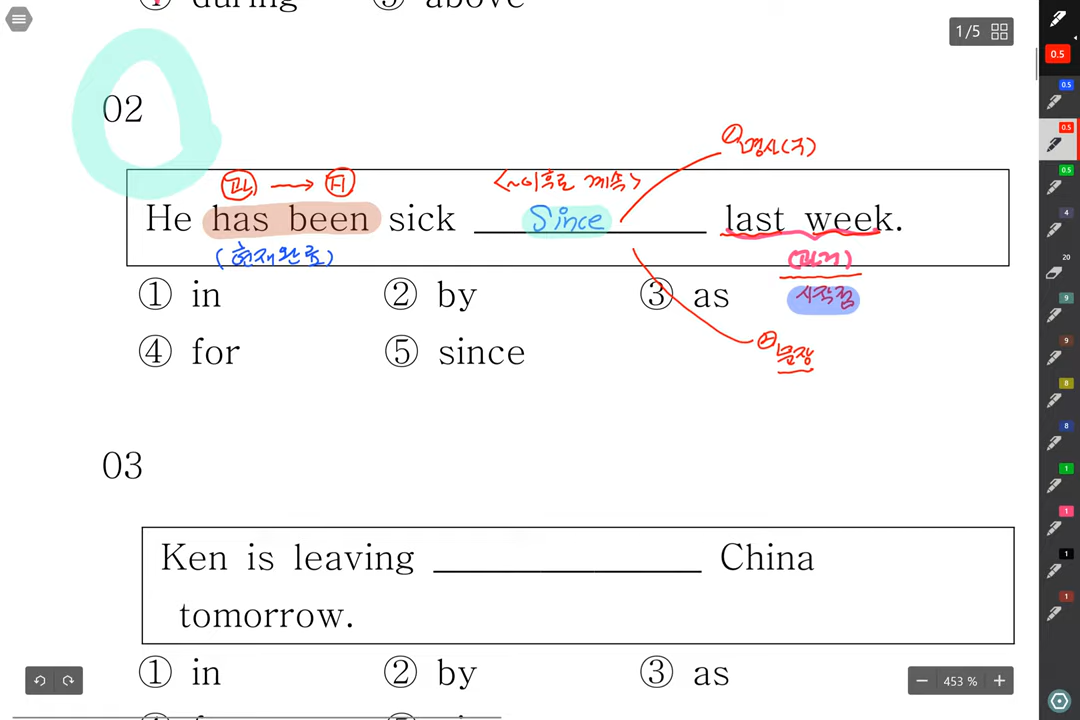 ① during ③ above
1/5
02
①명사(구)
과 → 지 <~이후로 계속>
He has been sick Since last week.
(현재완료) (과거)
① in ② by ③ as 시작점
④ for ⑤ since
②문장
03
Ken is leaving ____ China
tomorrow.
① in ② by ③ as
453 %
0.5
0.5
0.5
0.5
4
20
9
9
8
8
1
1
1
1